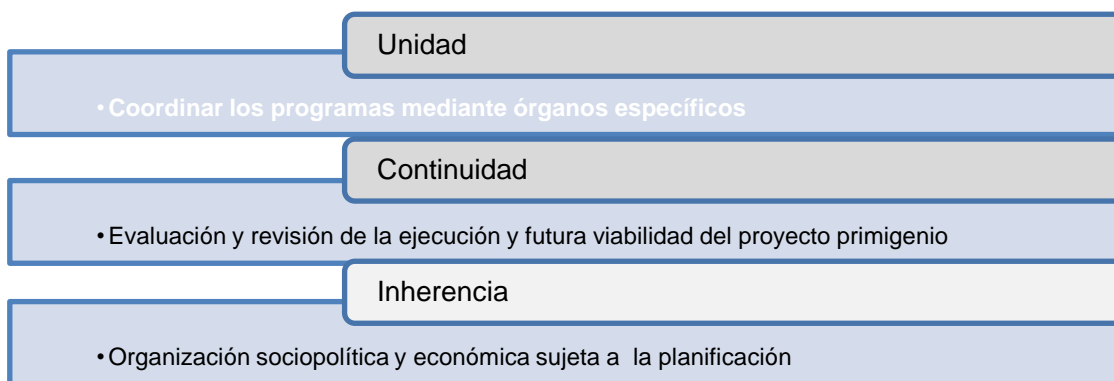 Unidad
• Coordinar los programas mediante órganos específicos
Continuidad
• Evaluación y revisión de la ejecución y futura viabilidad del proyecto primigenio
Inherencia
• Organización sociopolítica y económica sujeta a la planificación